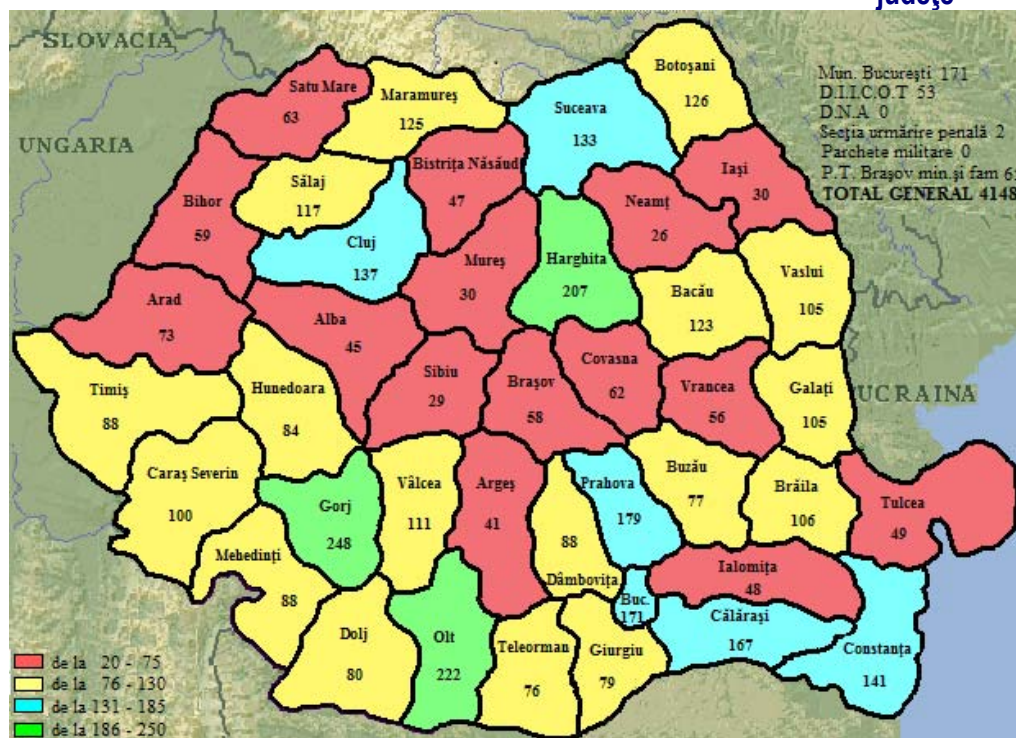 judeţe
SLOVACIA
UNGARIA
UCRAINA
Mun. Bucureşti 171
D.I.I.C.O.T 53
D.N.A 0
Secţia urmărire penală 2
Parchete militare 0
P.T. Braşov min.şi fam
TOTAL GENERAL 4148
Satu Mare
63
Maramureş
125
Suceava
133
Botoşani
126
Bihor
59
Sălaj
117
Cluj
137
Bistriţa Năsăud
47
Neamţ
26
Iaşi
30
Arad
73
Alba
45
Mureş
30
Harghita
207
Bacău
123
Vaslui
105
Timiş
88
Hunedoara
84
Sibiu
29
Braşov
58
Covasna
62
Vrancea
56
Galaţi
105
Caraş Severin
100
Gorj
248
Vâlcea
111
Argeş
41
88
Dâmboviţa
Prahova
179
Buzău
77
Brăila
106
Tulcea
49
Mehedinţi
88
Dolj
80
Olt
222
Teleorman
76
Giurgiu
79
Buc.
171
Ialomiţa
48
Călăraşi
167
Constanţa
141
de la 20 - 75
de la 76 - 130
de la 131 - 185
de la 186 - 250